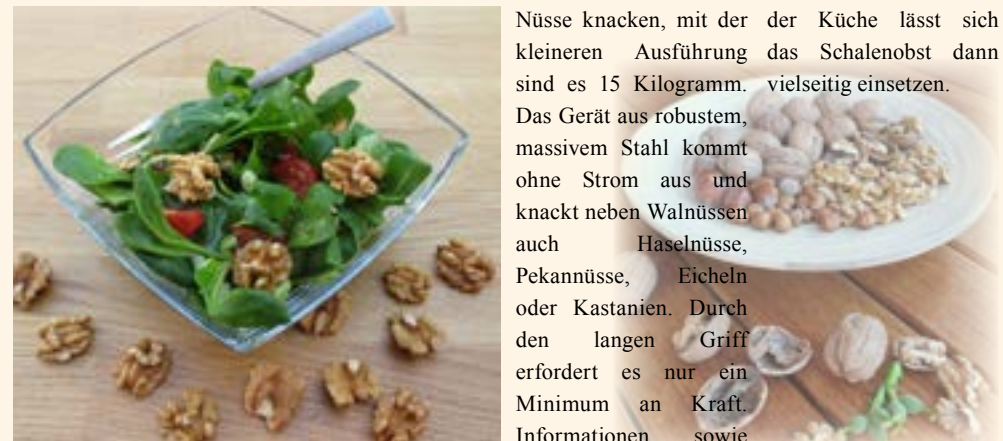 Nüsse knacken, mit der
kleineren Ausführung
sind es 15 Kilogramm.
Das Gerät aus robustem,
massivem Stahl kommt
ohne Strom aus und
knackt neben Walnüssen
auch Haselnüsse,
Pekannüsse, Eicheln
oder Kastanien. Durch
den langen Griff
erfordert es nur ein
Minimum an Kraft.
Informationen sowie
der Küche lässt sich
das Schalenobst dann
vielseitig einsetzen.